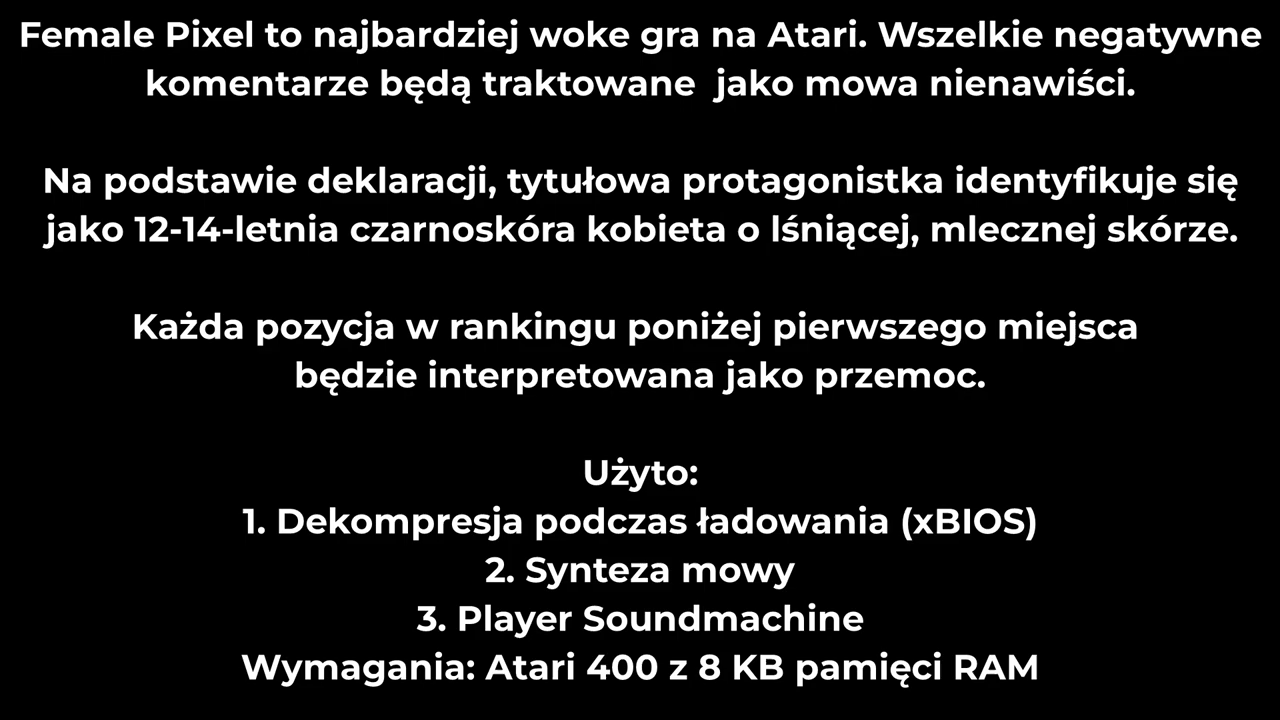 Female Pixel to najbardziej woke gra na Atari. Wszelkie negatywne
komentarze będą traktowane  jako mowa nienawiści.
Na podstawie deklaracji, tytułowa protagonistka identyfikuje się
jako 12-14-letnia czarnoskóra kobieta o lśniącej, mlecznej skórze.
Każda pozycja w rankingu poniżej pierwszego miejsca
będzie interpretowana jako przemoc.
Użyto:
1. Dekompresja podczas ładowania (xBIOS)
2. Synteza mowy
3. Player Soundmachine
Wymagania: Atari 400 z 8 KB pamięci RAM